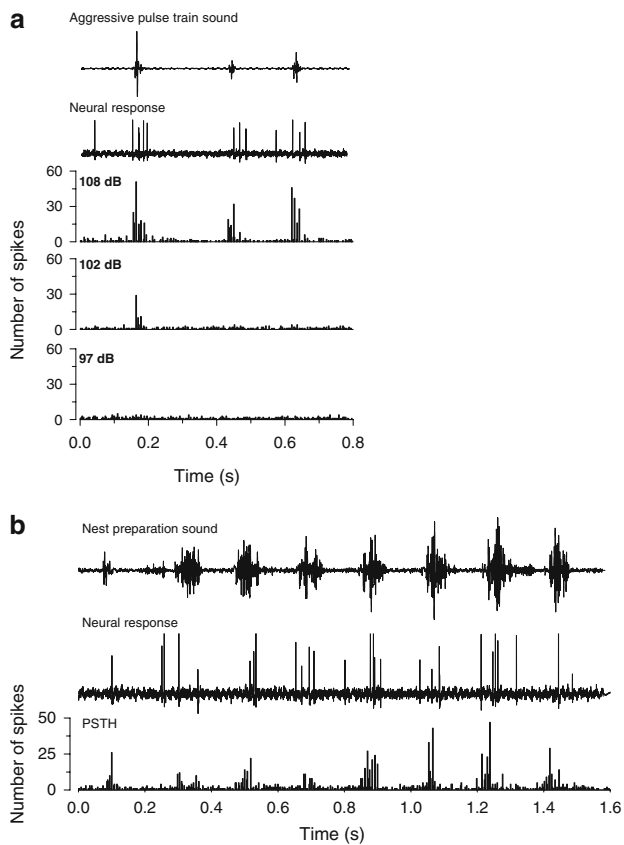 a
Aggressive pulse train sound
Neural response
60
108 dB
30
0
60
102 dB
30
0
60
97 dB
30
0
Number of spikes
0.0 0.2 0.4 0.6 0.8
Time (s)
b
Nest preparation sound
Neural response
50
PSTH
25
0
Number of spikes
0.0 0.2 0.4 0.6 0.8 1.0 1.2 1.4 1.6
Time (s)